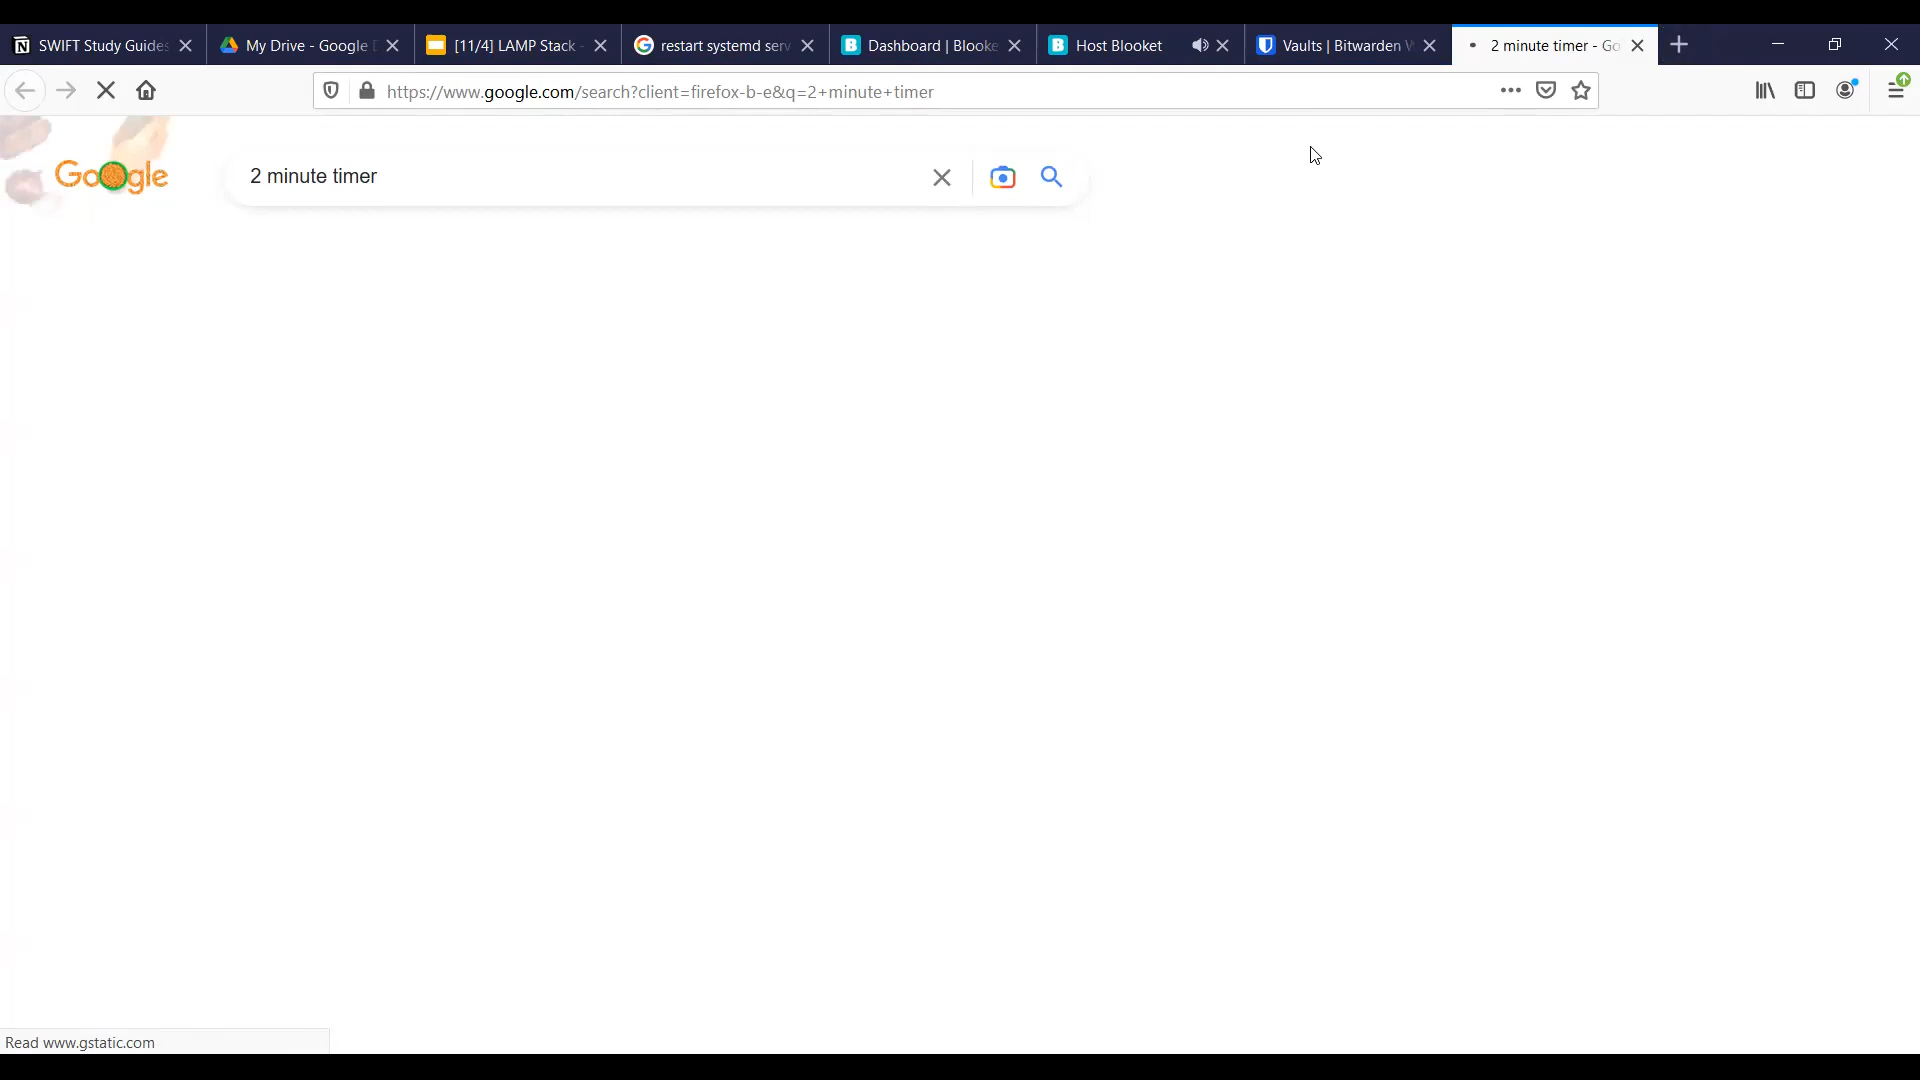 SWIFT Study Guides
My Drive - Google D
[11/4] LAMP Stack -
restart systemd serv
Dashboard | Blooke
Host Blooket
Vaults | Bitwarden W
2 minute timer - Go
https://www.google.com/search?client=firefox-b-e&q=2+minute+timer
Google
2 minute timer
Read www.gstatic.com